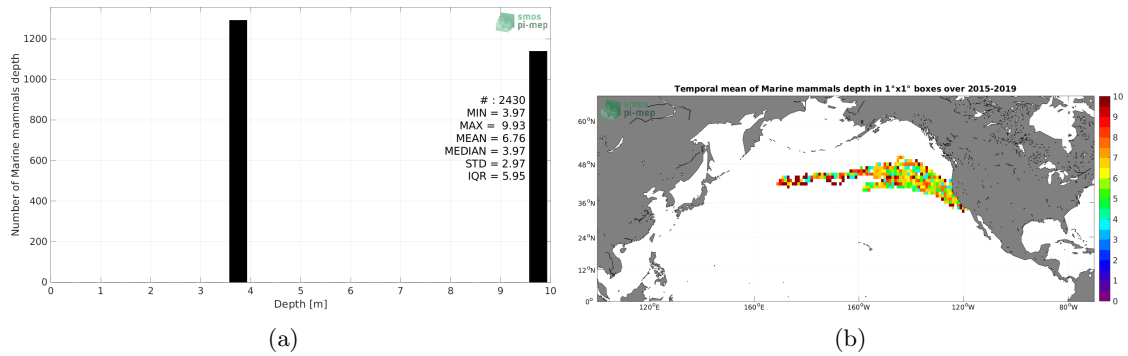 smos
pi-mep
Number of Marine mammals depth
1200
1000
800
600
400
200
0
# : 2430
MIN = 3.97
MAX = 9.93
MEAN = 6.76
MEDIAN = 3.97
STD = 2.97
IQR = 5.95
0 1 2 3 4 5 6 7 8 9 10
Depth [m]
(a)
Temporal mean of Marine mammals depth in 1°x1° boxes over 2015-2019
smos
pi-mep
60°N
48°N
36°N
24°N
12°N
0°
120°E 160°E 160°W 120°W 80°W
10
9
8
7
6
5
4
3
2
1
0
(b)